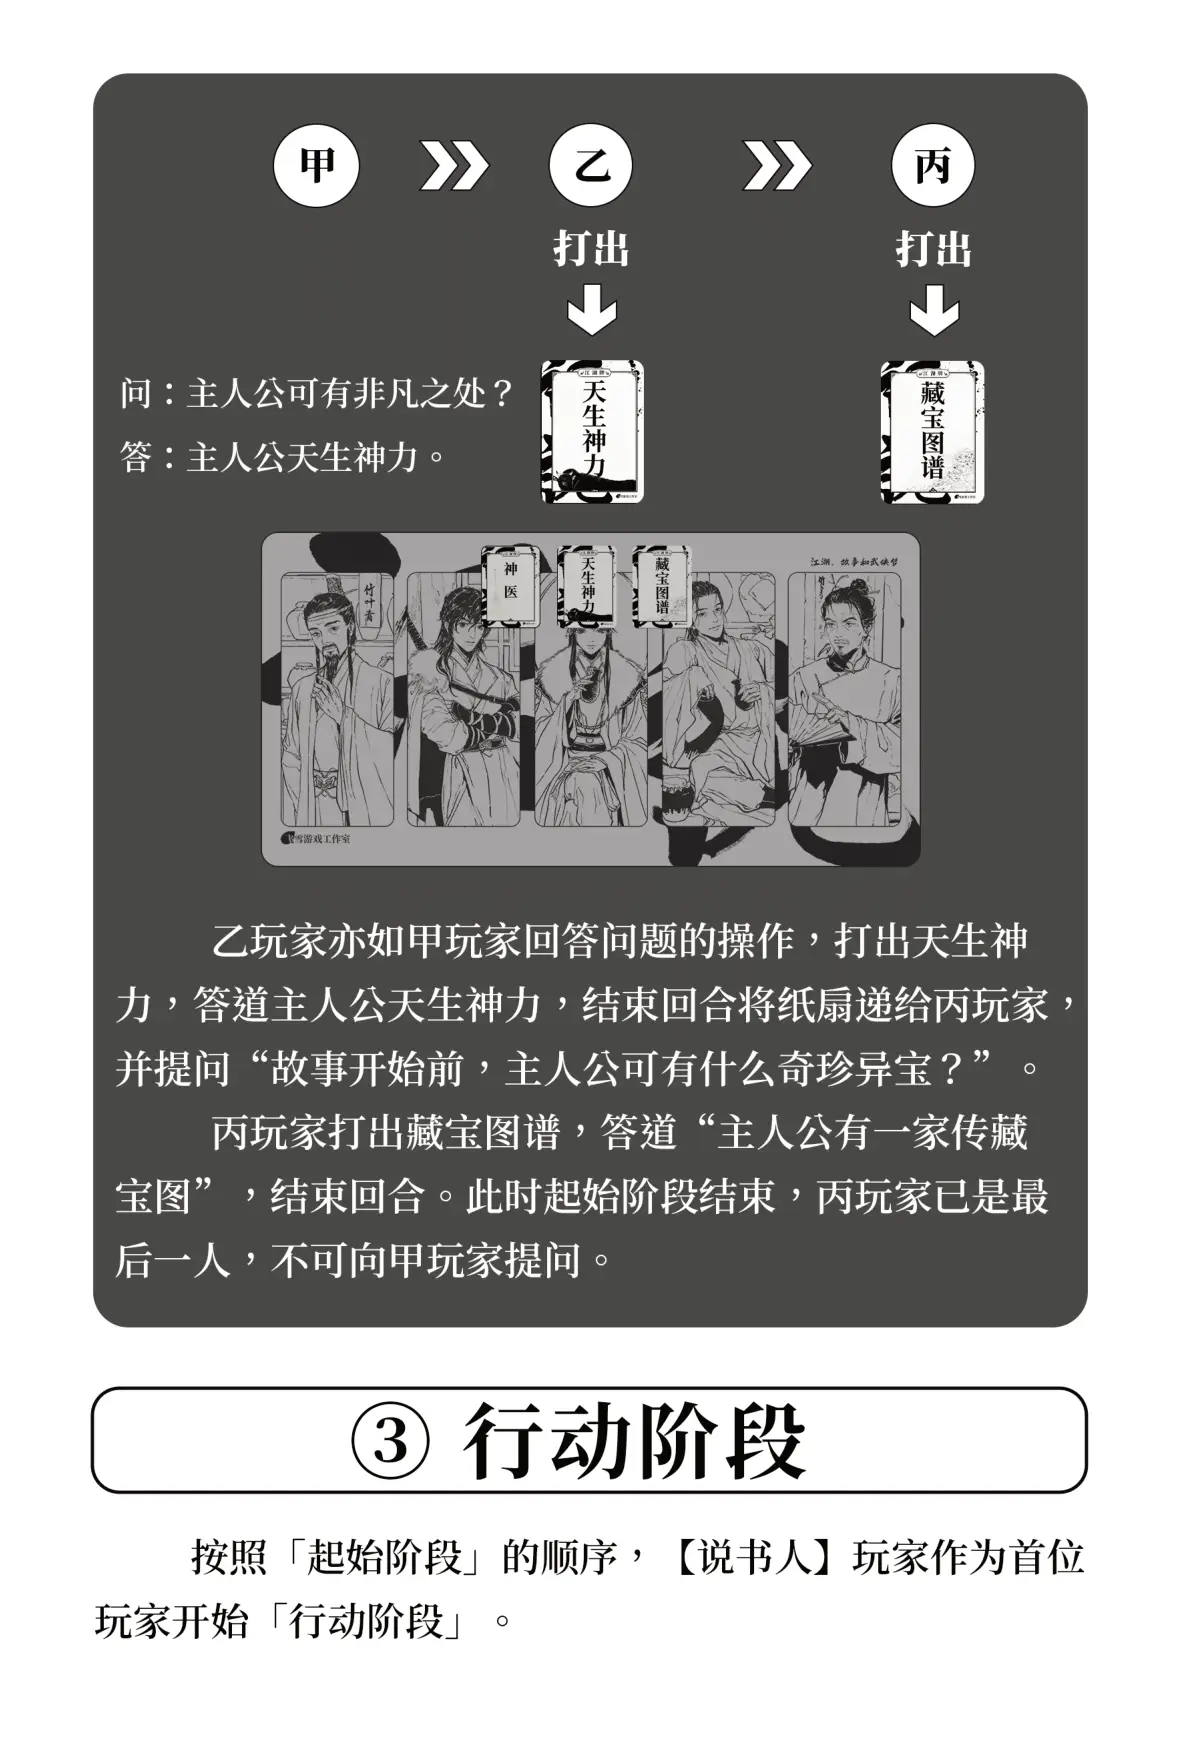 甲
乙
丙
打出
打出
问：主人公可有非凡之处？
答：主人公天生神力。
江湖牌
天生神力
江湖牌
藏宝图谱
神医
天生神力
藏宝图谱
江湖、故事和武侠梦
竹叶青
雪游戏工作室
乙玩家亦如甲玩家回答问题的操作，打出天生神
力，答道主人公天生神力，结束回合将纸扇递给丙玩家，
并提问“故事开始前，主人公可有什么奇珍异宝？”。
丙玩家打出藏宝图谱，答道“主人公有一家传藏
宝图”，结束回合。此时起始阶段结束，丙玩家已是最
后一人，不可向甲玩家提问。
③ 行动阶段
按照「起始阶段」的顺序，【说书人】玩家作为首位
玩家开始「行动阶段」。